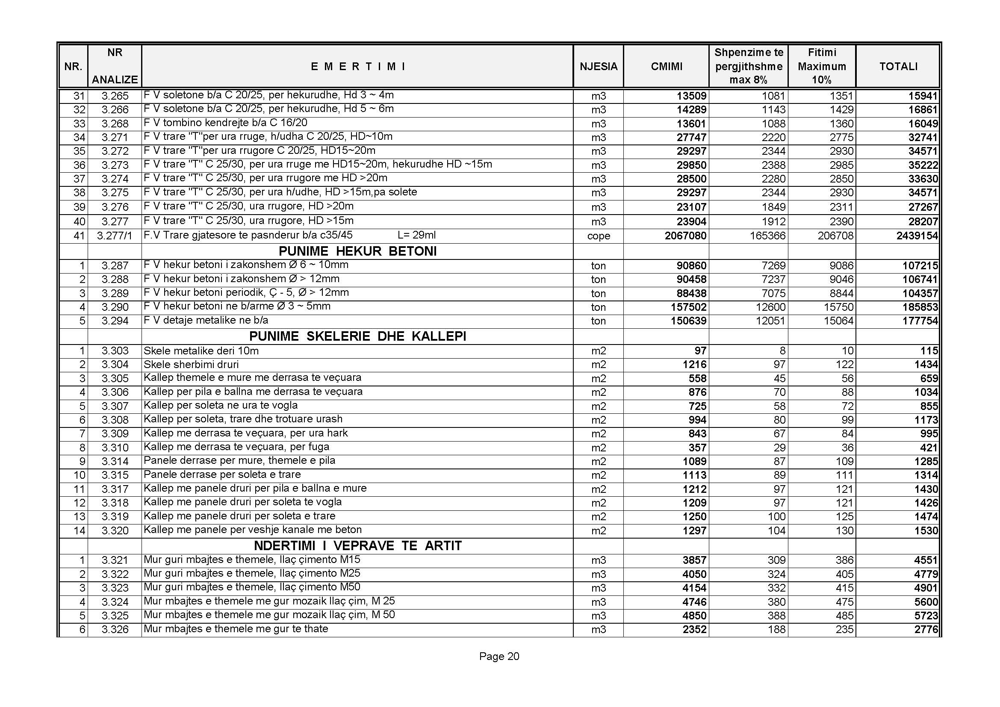 NR. NR ANALIZE E M E R T I M I NJESIA CMIMI Shpenzime te pergjithshme max 8% Fitimi Maximum 10% TOTALI
31 3.265 F V soletone b/a C 20/25, per hekurudhe, Hd 3 ~ 4m m3 13509 1081 1351 15941
32 3.266 F V soletone b/a C 20/25, per hekurudhe, Hd 5 ~ 6m m3 14289 1143 1429 16861
33 3.268 F V tombino kendrejte b/a C 16/20 m3 13601 1088 1360 16049
34 3.271 F V trare "T"per ura rruge, h/udha C 20/25, HD~10m m3 27747 2220 2775 32741
35 3.272 F V trare "T"per ura rrugore C 20/25, HD15~20m m3 29297 2344 2930 34571
36 3.273 F V trare "T" C 25/30, per ura rruge me HD15~20m, hekurudhe HD ~15m m3 29850 2388 2985 35222
37 3.274 F V trare "T" C 25/30, per ura rrugore me HD >20m m3 28500 2280 2850 33630
38 3.275 F V trare "T" C 25/30, per ura h/udhe, HD >15m,pa solete m3 29297 2344 2930 34571
39 3.276 F V trare "T" C 25/30, ura rrugore, HD >20m m3 23107 1849 2311 27267
40 3.277 F V trare "T" C 25/30, ura rrugore, HD >15m m3 23904 1912 2390 28207
41 3.277/1 F.V Trare gjatesore te pasnderur b/a c35/45 L= 29ml cope 2067080 165366 206708 2439154
PUNIME HEKUR BETONI
1 3.287 F V hekur betoni i zakonshem Ø 6 ~ 10mm ton 90860 7269 9086 107215
2 3.288 F V hekur betoni i zakonshem Ø > 12mm ton 90458 7237 9046 106741
3 3.289 F V hekur betoni periodik, Ç - 5, Ø > 12mm ton 88438 7075 8844 104357
4 3.290 F V hekur betoni ne b/arme Ø 3 ~ 5mm ton 157502 12600 15750 185853
5 3.294 F V detaje metalike ne b/a ton 150639 12051 15064 177754
PUNIME SKELERIE DHE KALLEPI
1 3.303 Skele metalike deri 10m m2 97 8 10 115
2 3.304 Skele sherbimi druri m2 1216 97 122 1434
3 3.305 Kallep themele e mure me derrasa te veçuara m2 558 45 56 659
4 3.306 Kallep per pila e ballna me derrasa te veçuara m2 876 70 88 1034
5 3.307 Kallep per soleta ne ura te vogla m2 725 58 72 855
6 3.308 Kallep per soleta, trare dhe trotuare urash m2 994 80 99 1173
7 3.309 Kallep me derrasa te veçuara, per ura hark m2 843 67 84 995
8 3.310 Kallep me derrasa te veçuara, per fuga m2 357 29 36 421
9 3.314 Panele derrase per mure, themele e pila m2 1089 87 109 1285
10 3.315 Panele derrase per soleta e trare m2 1113 89 111 1314
11 3.317 Kallep me panele druri per pila e ballna e mure m2 1212 97 121 1430
12 3.318 Kallep me panele druri per soleta te vogla m2 1209 97 121 1426
13 3.319 Kallep me panele druri per soleta e trare m2 1250 100 125 1474
14 3.320 Kallep me panele per veshje kanale me beton m2 1297 104 130 1530
NDERTIMI I VEPRAVE TE ARTIT
1 3.321 Mur guri mbajtes e themele, llaç çimento M15 m3 3857 309 386 4551
2 3.322 Mur guri mbajtes e themele, llaç çimento M25 m3 4050 324 405 4779
3 3.323 Mur guri mbajtes e themele, llaç çimento M50 m3 4154 332 415 4901
4 3.324 Mur mbajtes e themele me gur mozaik llaç çim, M 25 m3 4746 380 475 5600
5 3.325 Mur mbajtes e themele me gur mozaik llaç çim, M 50 m3 4850 388 485 5723
6 3.326 Mur mbajtes e themele me gur te thate m3 2352 188 235 2776
Page 20